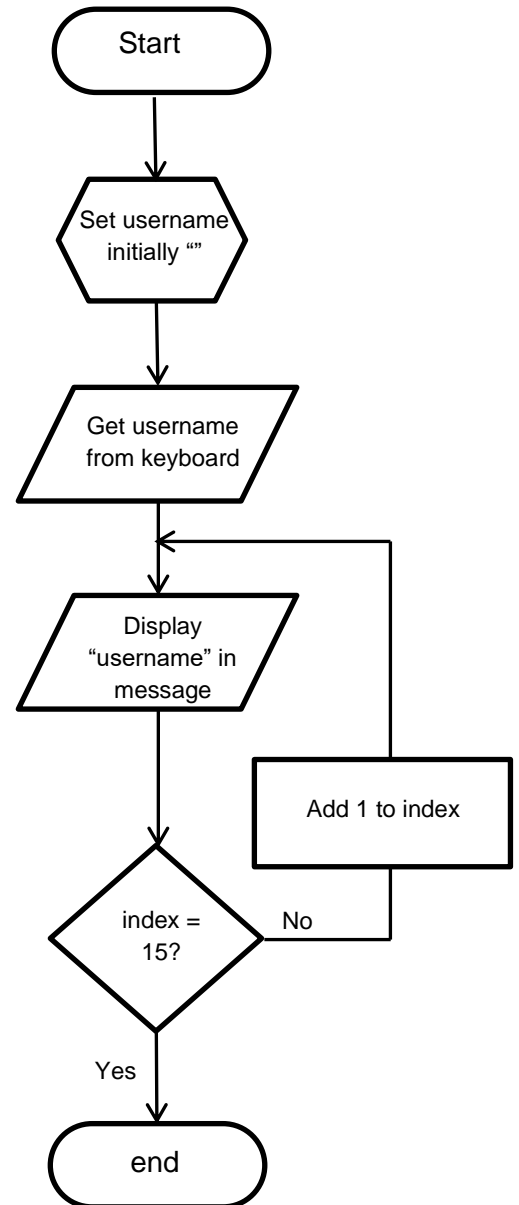 Start
Set username
initially “”
Get username
from keyboard
Display
“username” in
message
Add 1 to index
index =
15?
No
Yes
end